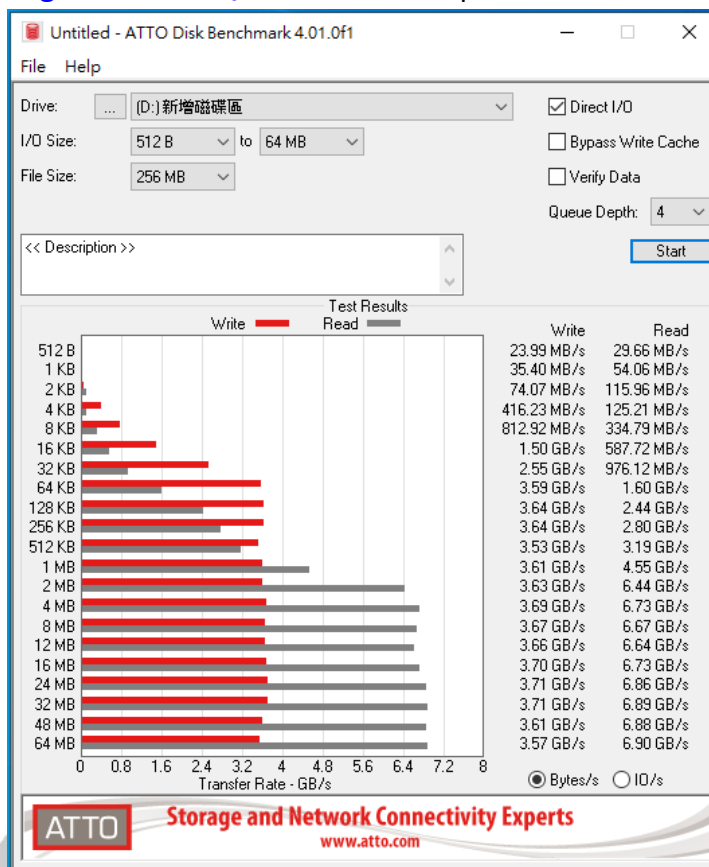 Untitled - ATTO Disk Benchmark 4.01.0f1
File Help
Drive: ... (D:)新增磁碟區 Direct I/O
I/O Size: 512 B to 64 MB Bypass Write Cache
File Size: 256 MB Verify Data
Queue Depth: 4
<< Description >> Start
Test Results
Write Read Write Read
512 B 23.99 MB/s 29.66 MB/s
1 KB 35.40 MB/s 54.06 MB/s
2 KB 74.07 MB/s 115.96 MB/s
4 KB 416.23 MB/s 125.21 MB/s
8 KB 812.92 MB/s 334.79 MB/s
16 KB 1.50 GB/s 587.72 MB/s
32 KB 2.55 GB/s 976.12 MB/s
64 KB 3.59 GB/s 1.60 GB/s
128 KB 3.64 GB/s 2.44 GB/s
256 KB 3.64 GB/s 2.80 GB/s
512 KB 3.53 GB/s 3.19 GB/s
1 MB 3.61 GB/s 4.55 GB/s
2 MB 3.63 GB/s 6.44 GB/s
4 MB 3.69 GB/s 6.73 GB/s
8 MB 3.67 GB/s 6.67 GB/s
12 MB 3.66 GB/s 6.64 GB/s
16 MB 3.70 GB/s 6.73 GB/s
24 MB 3.71 GB/s 6.86 GB/s
32 MB 3.71 GB/s 6.89 GB/s
48 MB 3.61 GB/s 6.88 GB/s
64 MB 3.57 GB/s 6.90 GB/s
0 0.8 1.6 2.4 3.2 4 4.8 5.6 6.4 7.2 8
Transfer Rate - GB/s Bytes/s IO/s
ATTO Storage and Network Connectivity Experts
www.atto.com